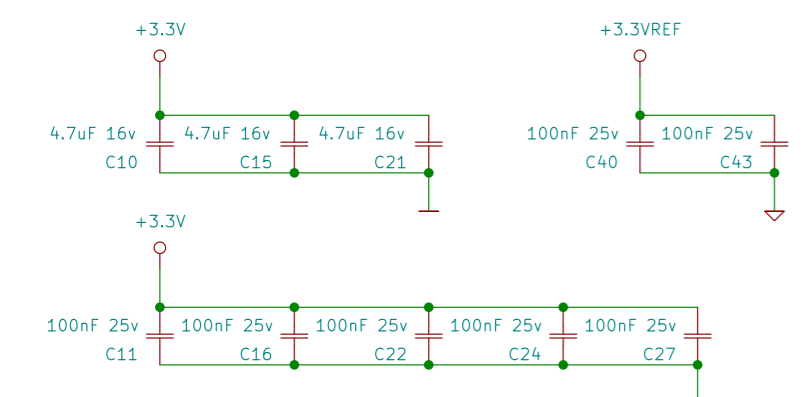 +3.3V
+3.3VREF
4.7uF 16v 4.7uF 16v 4.7uF 16v
C10 C15 C21
100nF 25v 100nF 25v
C40 C43
+3.3V
100nF 25v 100nF 25v 100nF 25v 100nF 25v 100nF 25v
C11 C16 C22 C24 C27